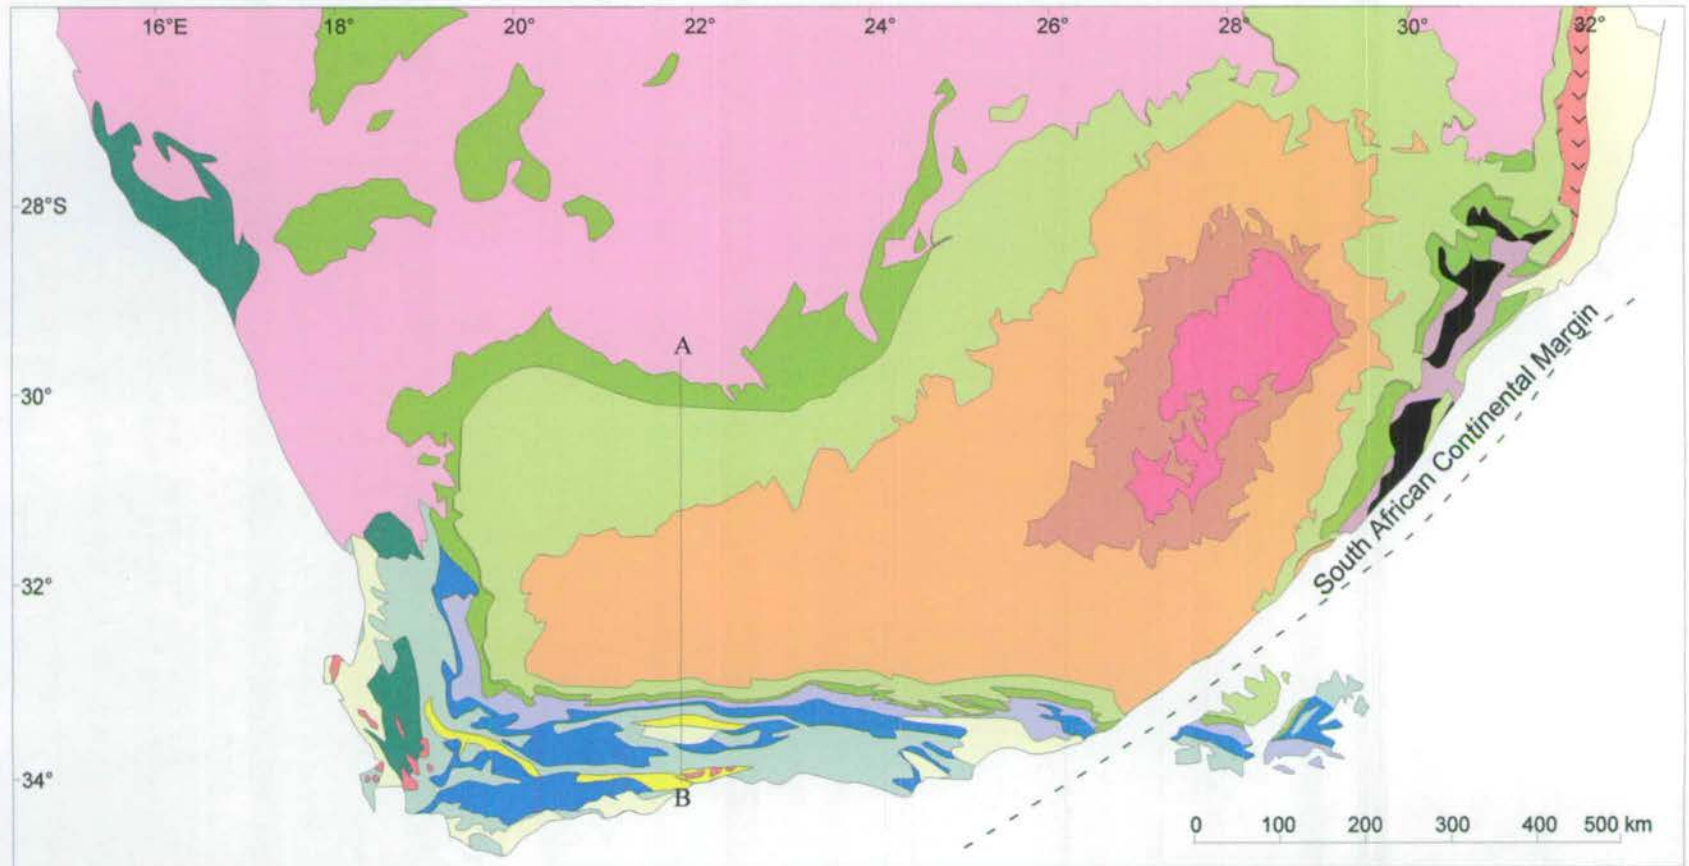 16°E 18° 20° 22° 24° 26° 28° 30° 32°
28°S
A
30°
South African Continental Margin
32°
34°
B
0 100 200 300 400 500 km